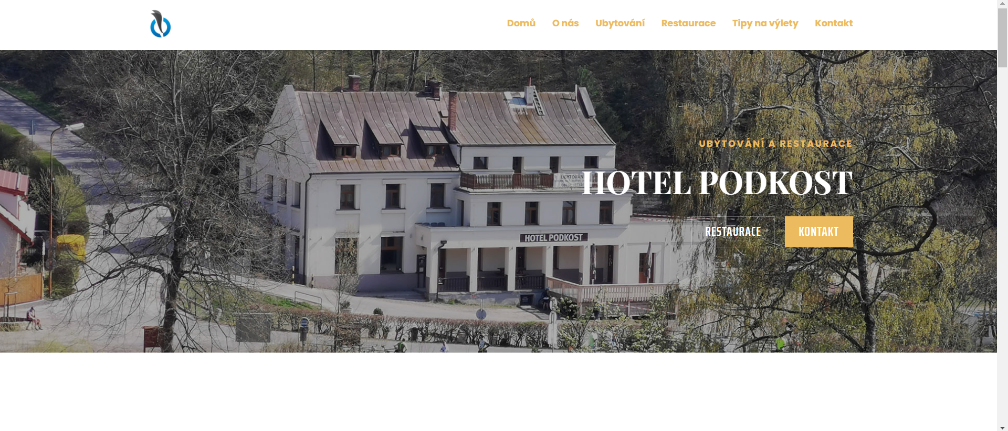 Domů O nás Ubytování Restaurace Tipy na výlety Kontakt
UBYTOVÁNÍ A RESTAURACE
HOTEL PODKOST
RESTAURACE KONTAKT
HOTEL PODKOST